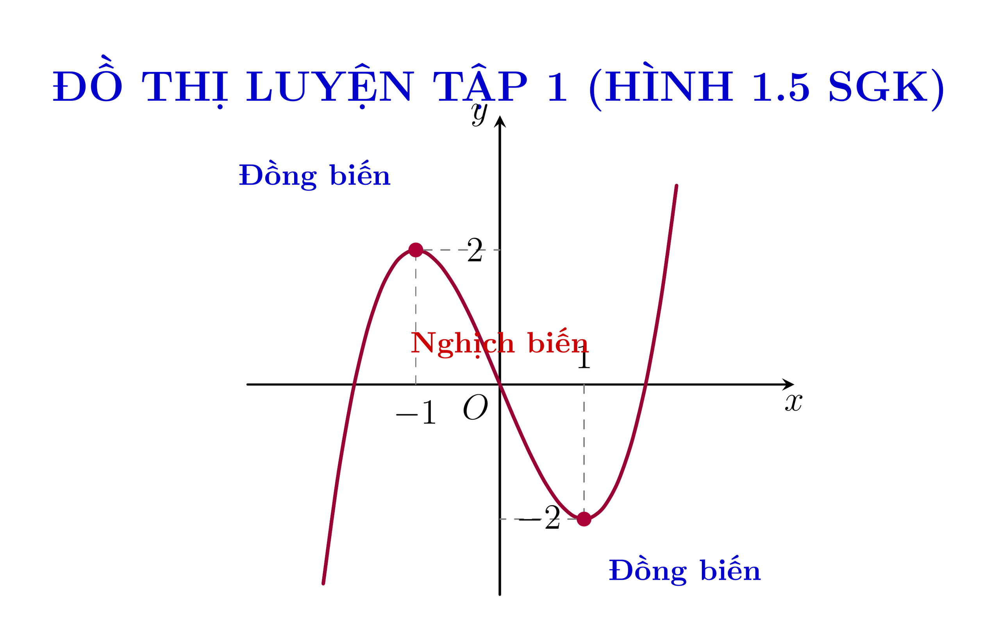 ĐỒ THỊ LUYỆN TẬP 1 (HÌNH 1.5 SGK)
y
Đồng biến
2
Nghịch biến
1
−1
O
x
−2
Đồng biến